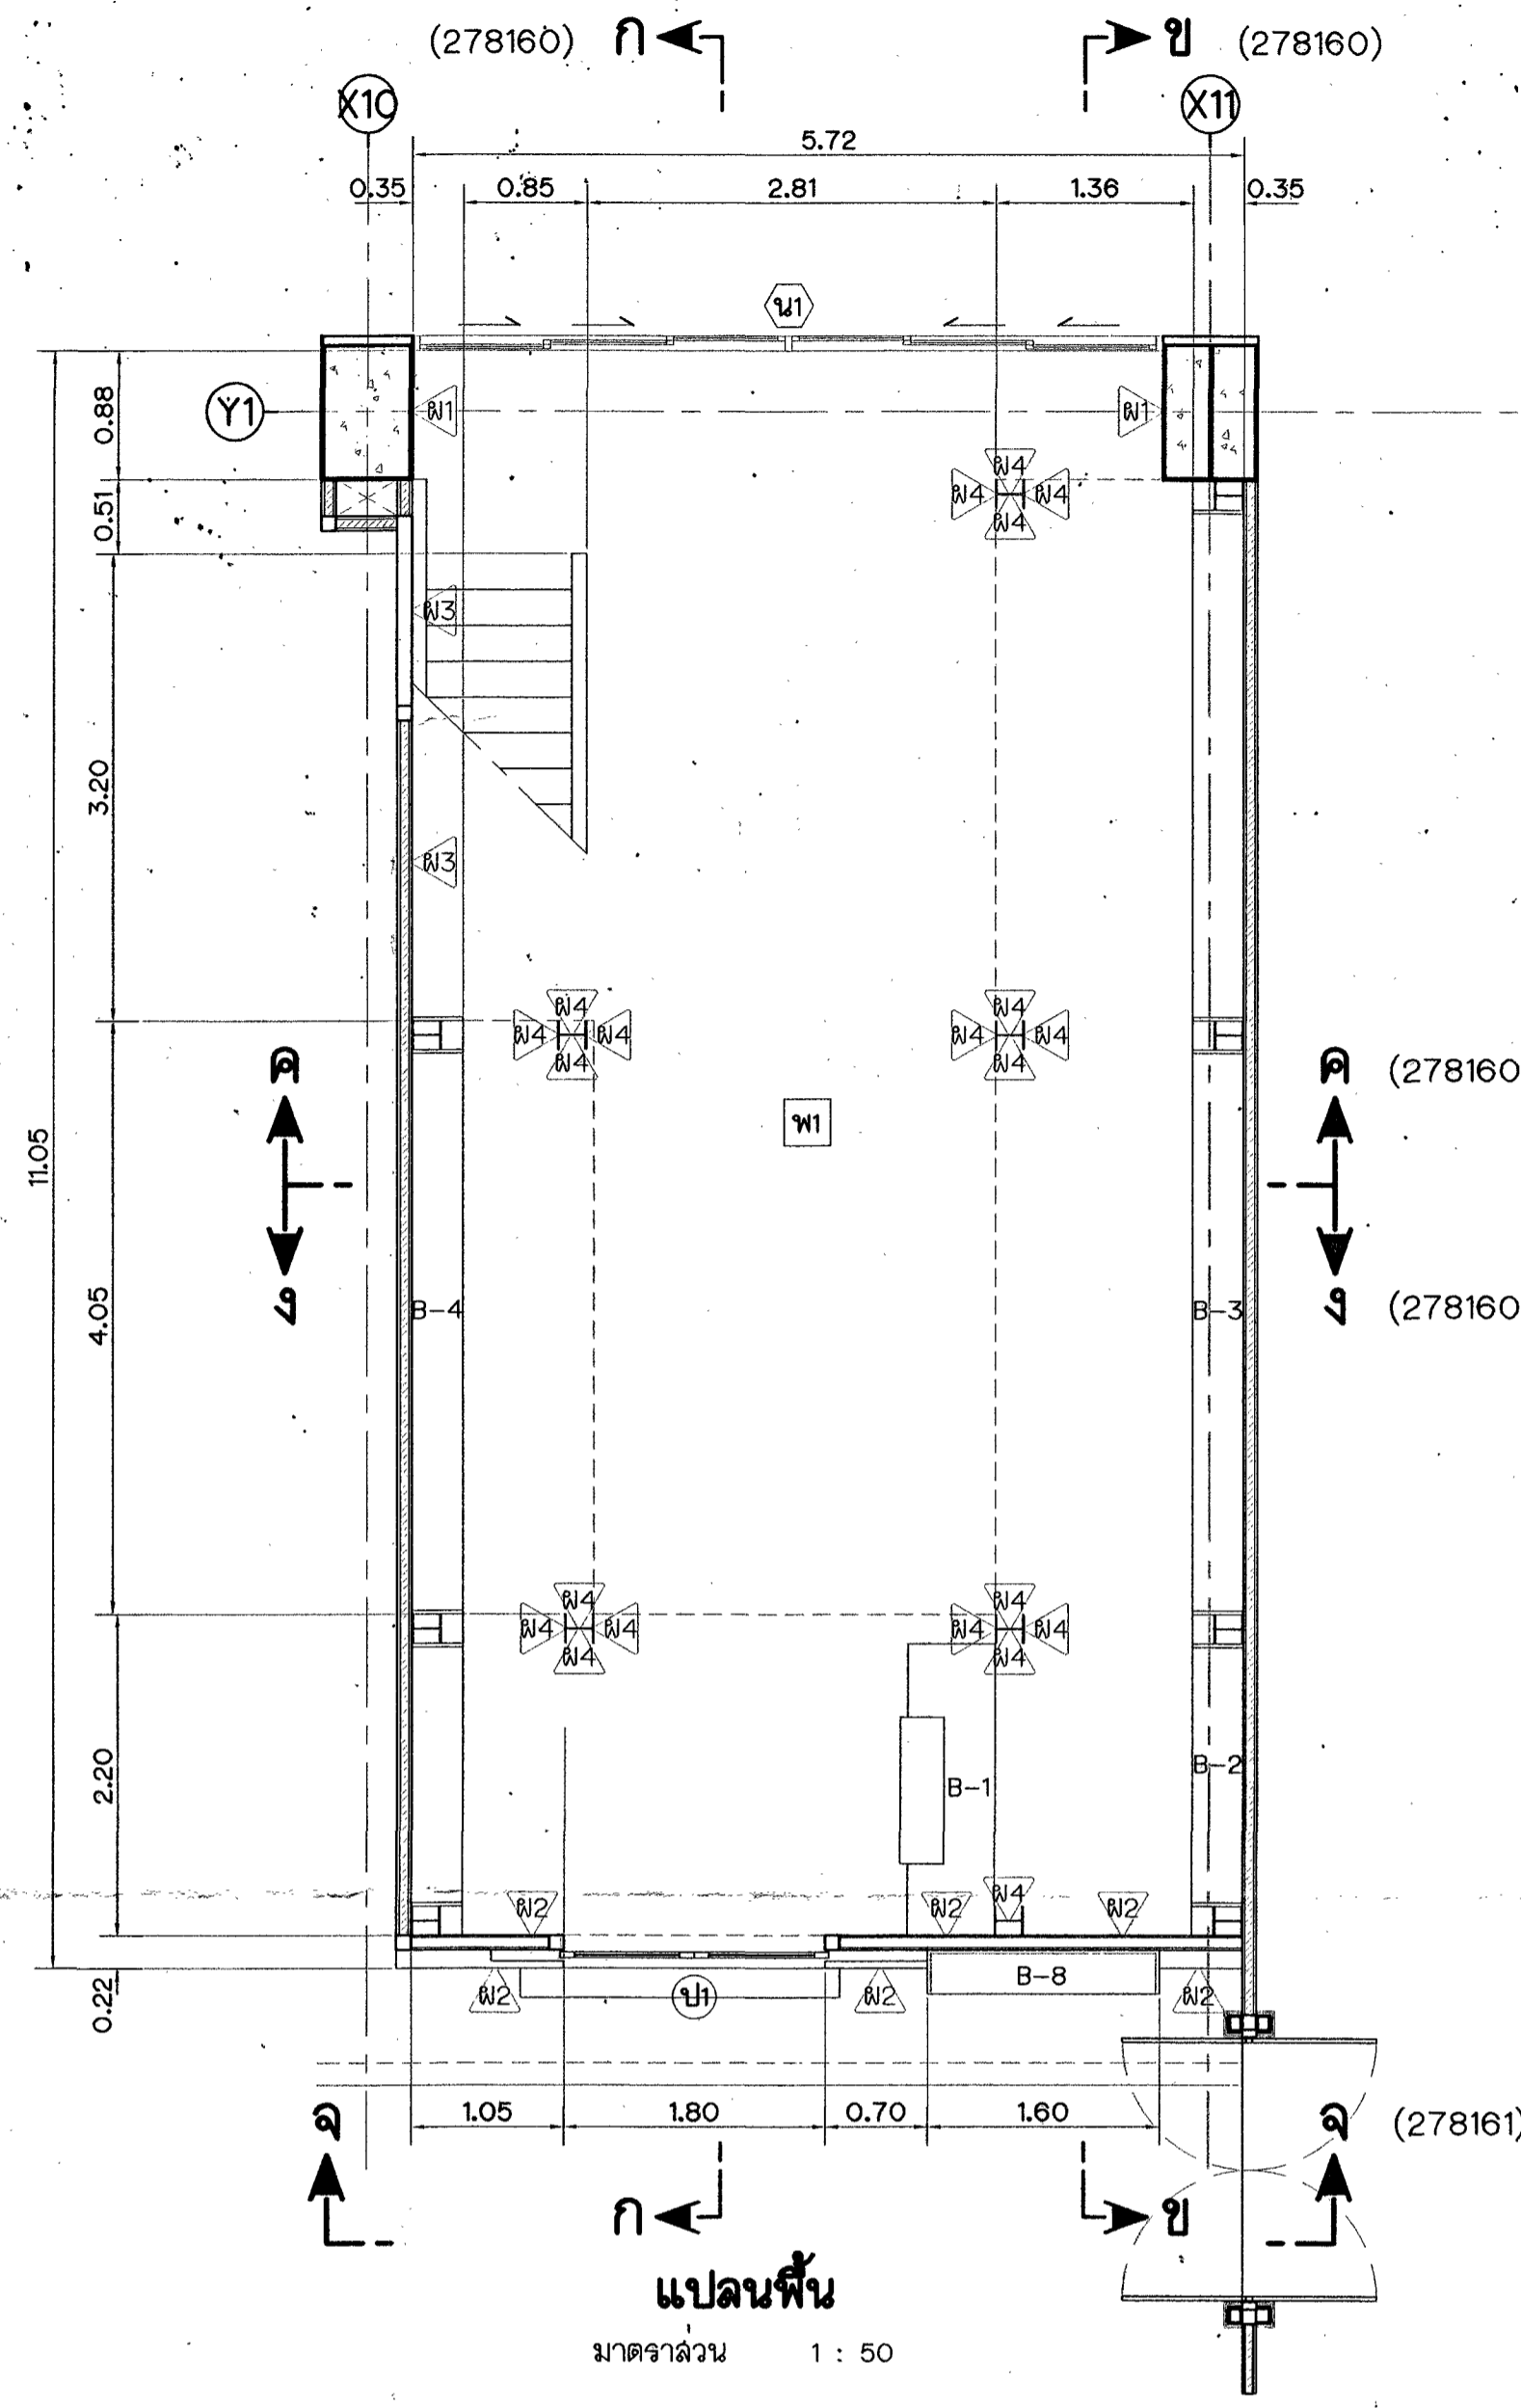 (278160) ก ข (278160)
X10 X11
5.72
0.35 0.85 2.81 1.36 0.35
น1
0.88
Y1 ผ1 ผ1
ผ4
ผ4 ผ4
0.51 ผ4
ผ3
3.20
ผ3
ผ4 ผ4
ผ4 ผ4 ผ4 ผ4
ผ4 ผ4
ค ค (278160
พ1
11.05
4.05
ง B-4 B-3 ง (278160
ผ4 ผ4
ผ4 ผ4 ผ4 ผ4
ผ4 ผ4
2.20
B-1 B-2
ผ4
ผ2 ผ2 ผ2
B-8
0.22 ผ2 ป1 ผ2 ผ2
1.05 1.80 0.70 1.60
จ จ (278161)
ก ข
แปลนพื้น
มาตราส่วน 1 : 50